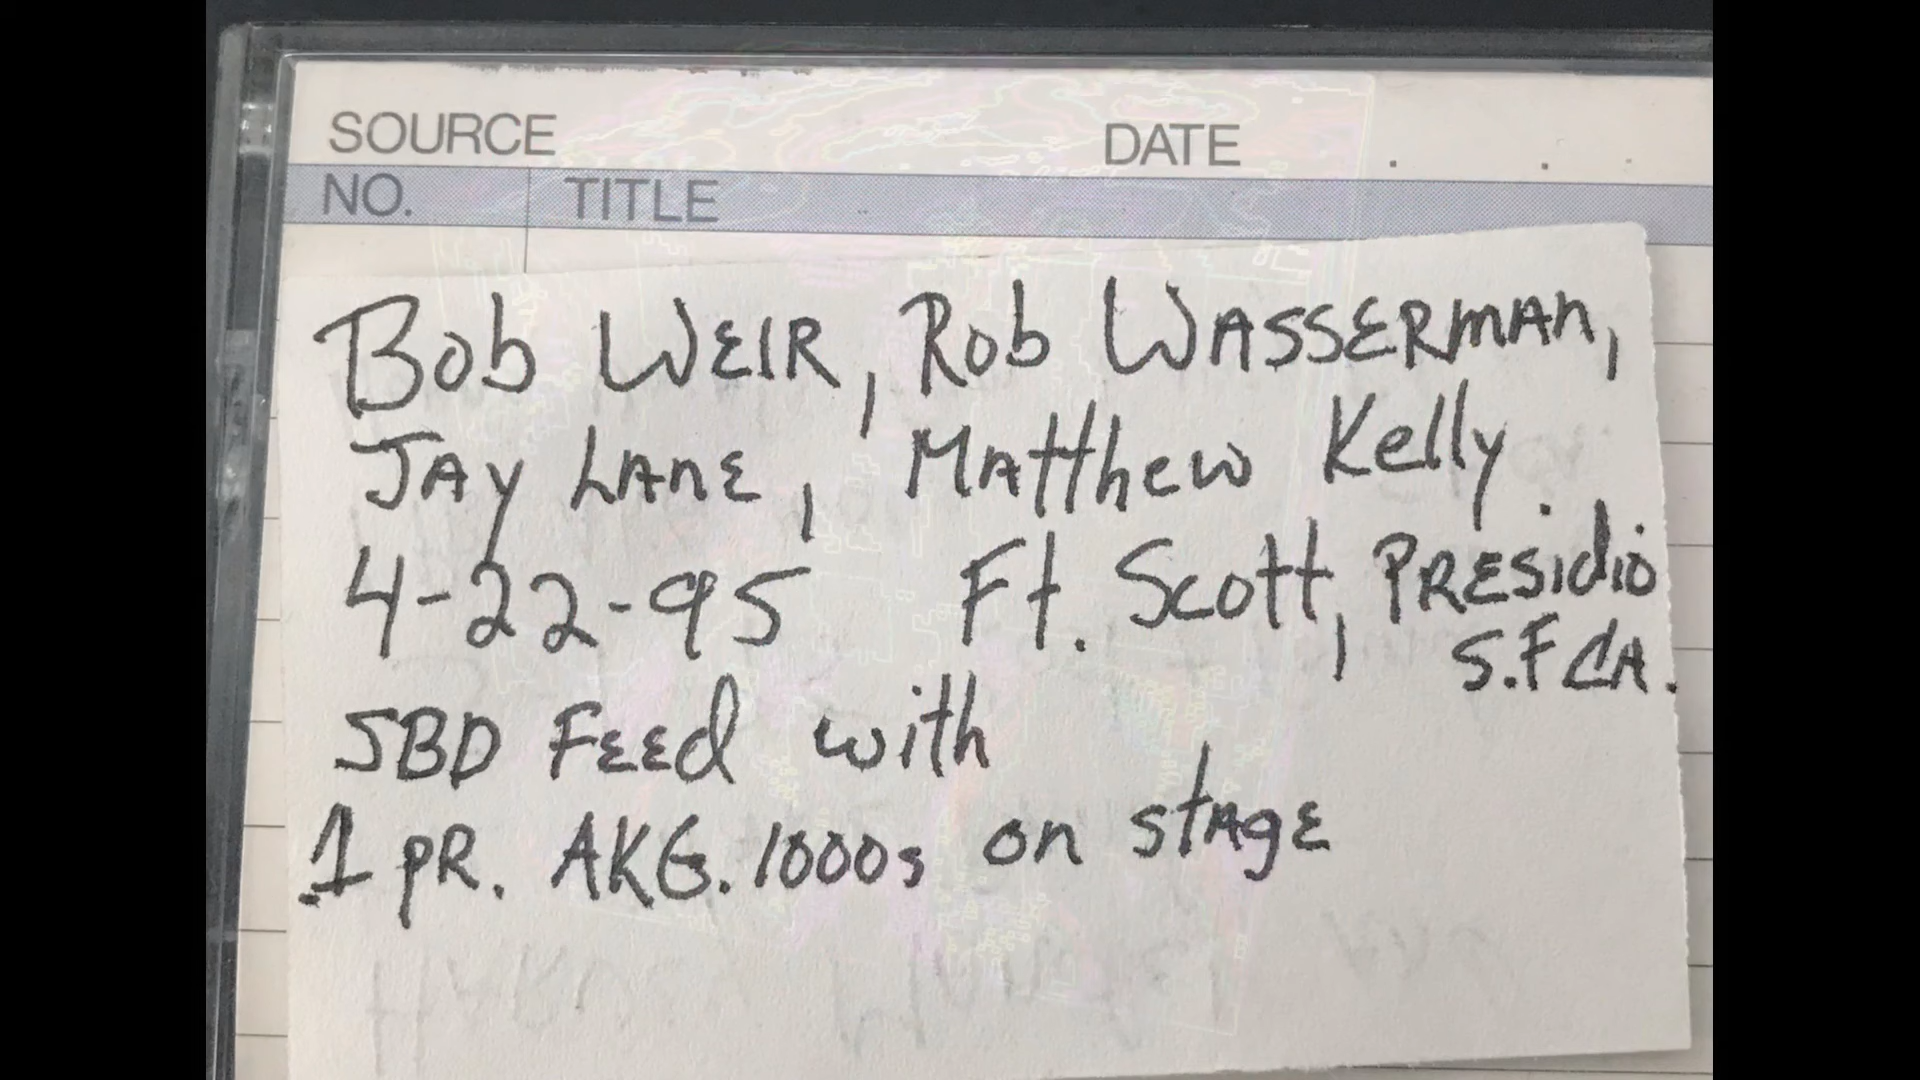 SOURCE DATE . . .
NO. TITLE
Bob WEIR, Rob WASSERMAN,
JAY LANE, Matthew Kelly.
4-22-95 Ft. Scott, PRESidio
S.F CA.
SBD FEEd with
1 pR. AKG. 1000s on stAgE